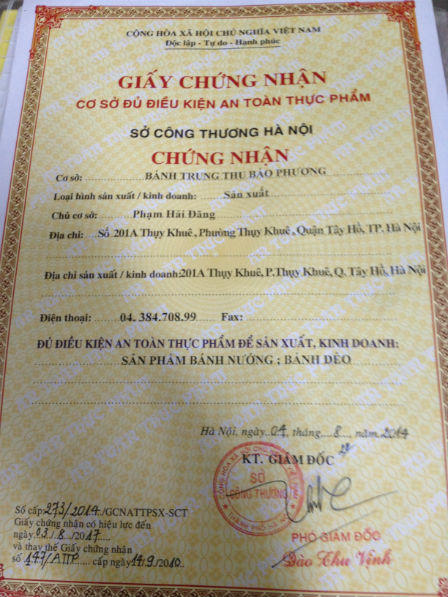 CỘNG HÒA XÃ HỘI CHỦ NGHĨA VIỆT NAM
Độc lập - Tự do - Hạnh phúc
GIẤY CHỨNG NHẬN
CƠ SỞ ĐỦ ĐIỀU KIỆN AN TOÀN THỰC PHẨM
SỞ CÔNG THƯƠNG HÀ NỘI
CHỨNG NHẬN
Cơ sở: BÁNH TRUNG THU BẢO PHƯƠNG
Loại hình sản xuất / kinh doanh: Sản xuất
Chủ cơ sở: Phạm Hải Đăng
Địa chỉ: Số 201A Thụy Khuê, Phường Thụy Khuê, Quận Tây Hồ, TP. Hà Nội
Địa chỉ sản xuất / kinh doanh:201A Thụy Khuê, P.Thụy Khuê, Q. Tây Hồ, Hà Nội
Điện thoại: 04. 384.708.99 Fax:
ĐỦ ĐIỀU KIỆN AN TOÀN THỰC PHẨM ĐỂ SẢN XUẤT, KINH DOANH:
SẢN PHẨM BÁNH NƯỚNG ; BÁNH DẺO
Hà Nội, ngày 04, tháng 8, năm 2014
KT. GIÁM ĐỐC
SỞ
CÔNG THƯƠNG
Số cấp: 273/2014/GCNATTPSX-SCT
Giấy chứng nhận có hiệu lực đến
ngày 03/8/2017
và thay thế Giấy chứng nhận
số 147/ATTP cấp ngày 14/9/2010
PHÓ GIÁM ĐỐC
Đào Thu Vịnh